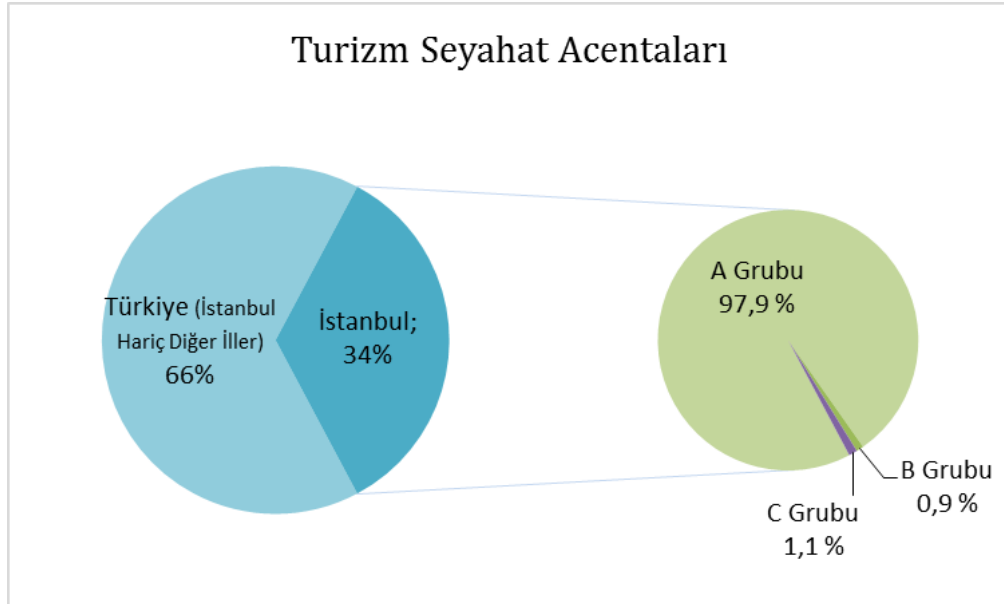 Turizm Seyahat Acentaları
Türkiye (İstanbul
Hariç Diğer İller)
66%
İstanbul;
34%
A Grubu
97,9 %
B Grubu
0,9 %
C Grubu
1,1 %